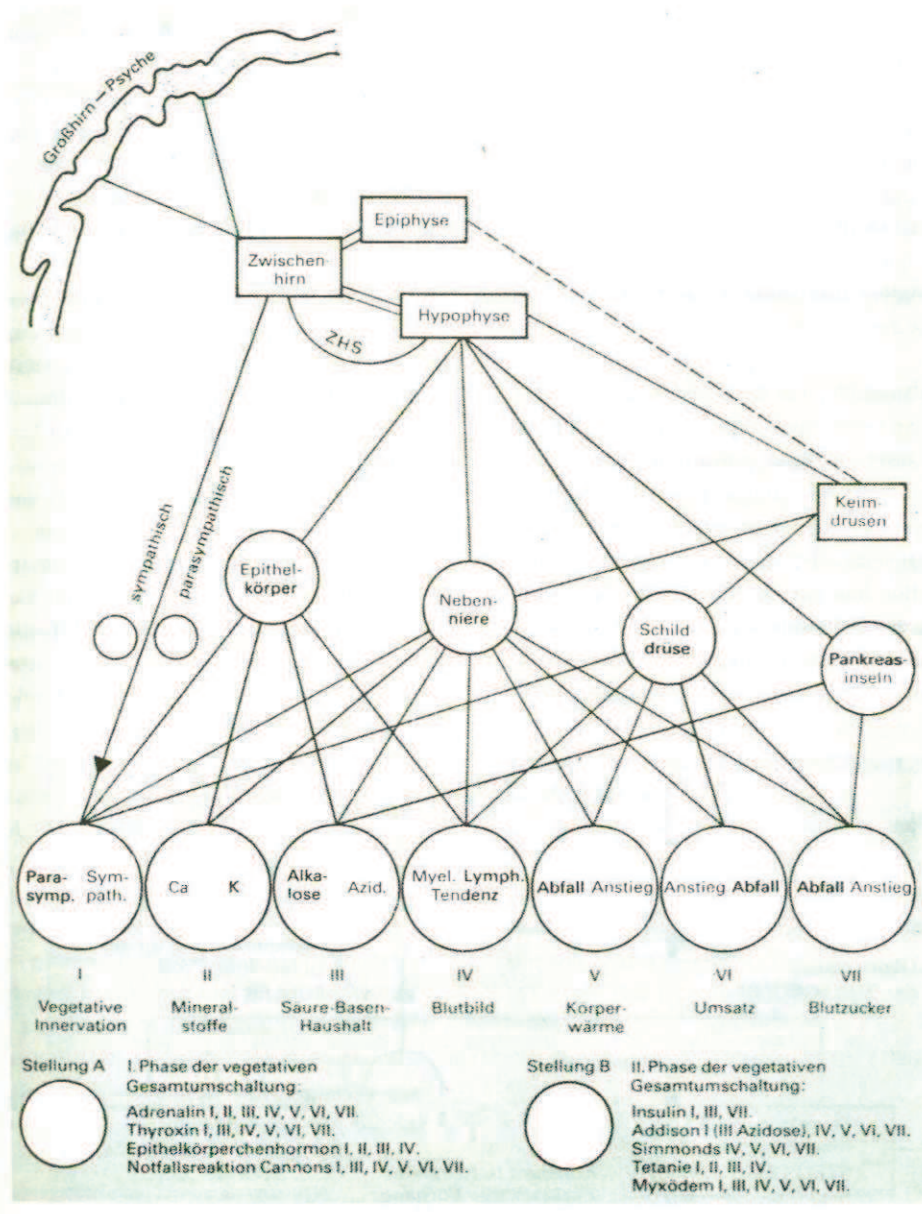 Großhirn – Psyche
Epiphyse
Zwischen-
hirn
Hypophyse
ZHS
sympathisch
parasympathisch
Keim-
drusen
Epithel-
körper
Neben-
niere
Schild
drüse
Pankreas-
inseln
Para- Sym-
symp. path.
Ca K
Alka-
lose Azid.
Myel. Lymph.
Tendenz
Abfall Anstieg
Anstieg Abfall
Abfall Anstieg
I II III IV V VI VII
Vegetative
Innervation
Mineral-
stoffe
Saure-Basen-
Haushalt
Blutbild
Korper-
wärme
Umsatz
Blutzucker
Stellung A
I. Phase der vegetativen
Gesamtumschaltung:
Adrenalin I, II, III, IV, V, VI, VII.
Thyroxin I, III, IV, V, VI, VII.
Epithelkörperchenhormon I, II, III, IV.
Notfallsreaktion Cannons I, III, IV, V, VI, VII.
Stellung B
II. Phase der vegetativen
Gesamtumschaltung:
Insulin I, III, VII.
Addison I (III Azidose), IV, V, VI, VII.
Simmonds IV, V, VI, VII.
Tetanie I, II, III, IV.
Myxödem I, III, IV, V, VI, VII.